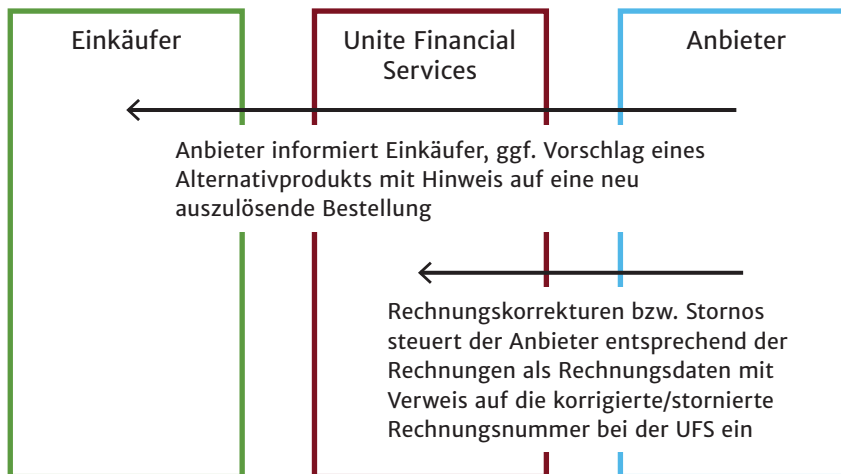 Einkäufer
Unite Financial
Services
Anbieter
Anbieter informiert Einkäufer, ggf. Vorschlag eines
Alternativprodukts mit Hinweis auf eine neu
auszulösende Bestellung
Rechnungskorrekturen bzw. Stornos
steuert der Anbieter entsprechend der
Rechnungen als Rechnungsdaten mit
Verweis auf die korrigierte/stornierte
Rechnungsnummer bei der UFS ein